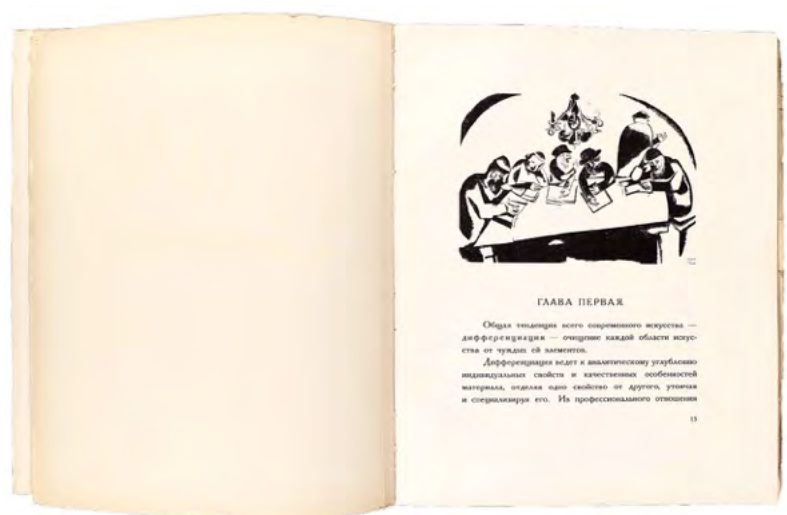 ГЛАВА ПЕРВАЯ
Общая тенденция всего современного искусства —
дифференциация — очищение каждой области искус-
ства от чуждых ей элементов.
Дифференциация ведет к аналитическому углублению
индивидуальных свойств и качественных особенностей
материала, отделяя одно свойство от другого, утончая
и специализируя его. Из профессионального отношения
15